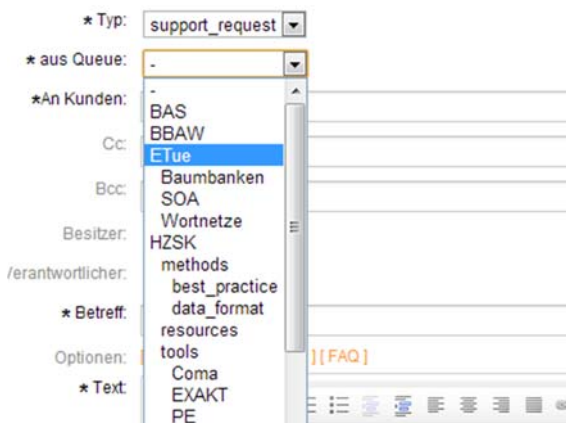 * Typ: support_request
* aus Queue: -
-
*An Kunden:
BAS
BBAW
Cc:
ETue
Baumbanken
Bcc:
SOA
Wortnetze
Besitzer:
HZSK
methods
/erantwortlicher:
best_practice
data_format
* Betreff:
resources
Optionen: [ tools ] [ FAQ ]
Coma
* Text:
EXAKT
PE